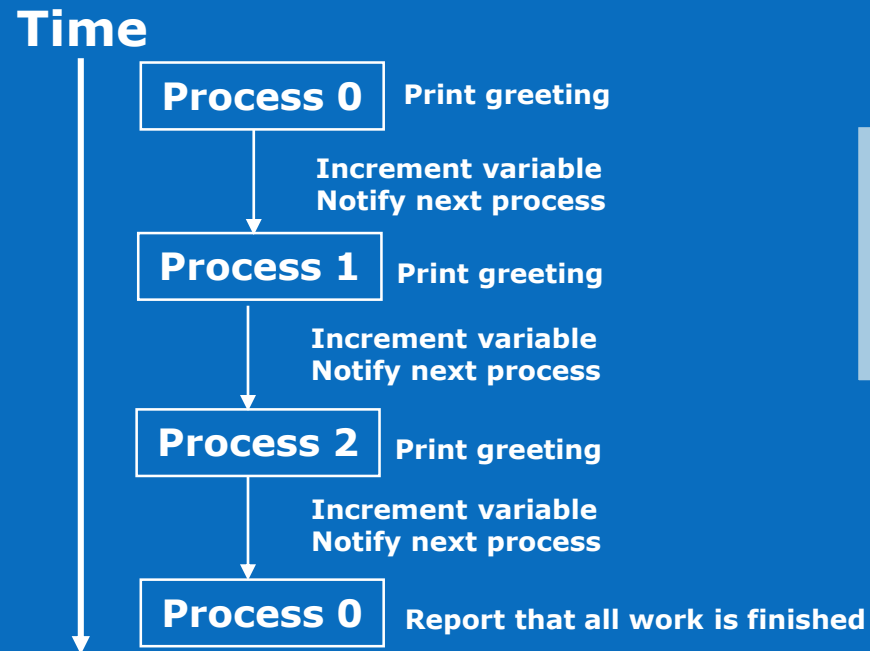 Time
Process 0
Print greeting
Increment variable
Notify next process
Process 1
Print greeting
Increment variable
Notify next process
Process 2
Print greeting
Increment variable
Notify next process
Process 0
Report that all work is finished